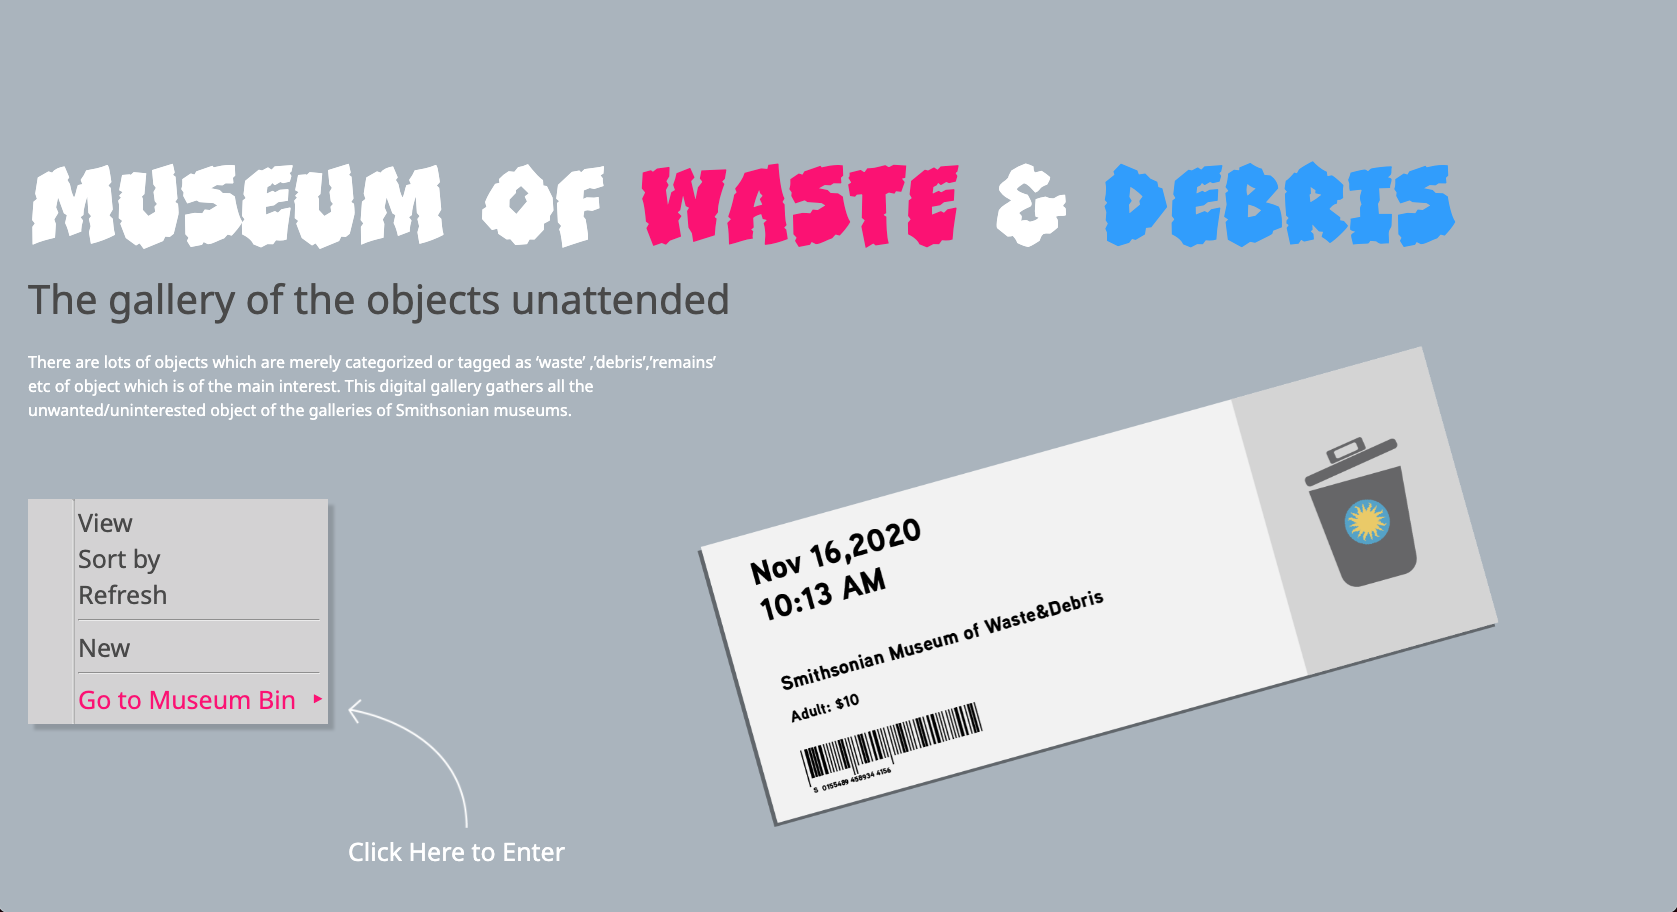 MUSEUM OF WASTE & DEBRIS
The gallery of the objects unattended
There are lots of objects which are merely categorized or tagged as ‘waste’ ,’debris’,’remains’
etc of object which is of the main interest. This digital gallery gathers all the
unwanted/uninterested object of the galleries of Smithsonian museums.
View
Sort by
Refresh
New
Go to Museum Bin
Click Here to Enter
Nov 16,2020
10:13 AM
Smithsonian Museum of Waste&Debris
Adult: $10
S 0155489 458934 4156